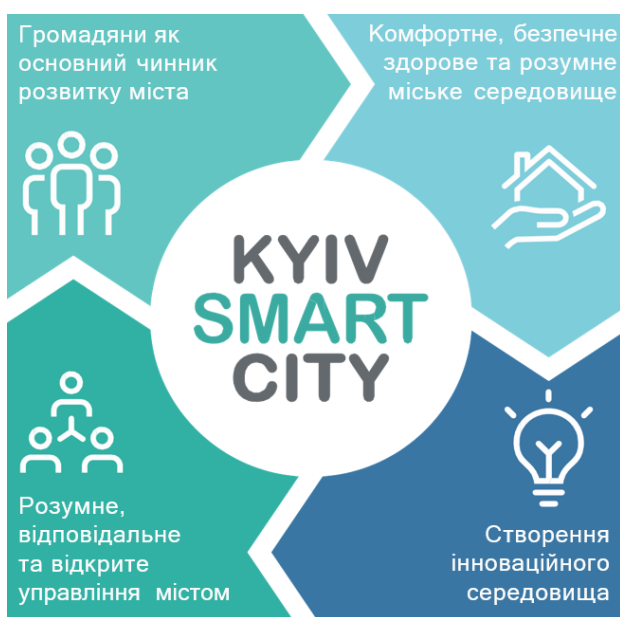 Громадяни як
основний чинник
розвитку міста
Комфортне, безпечне
здорове та розумне
міське середовище
KYIV
SMART
CITY
Розумне,
відповідальне
та відкрите
управління містом
Створення
інноваційного
середовища